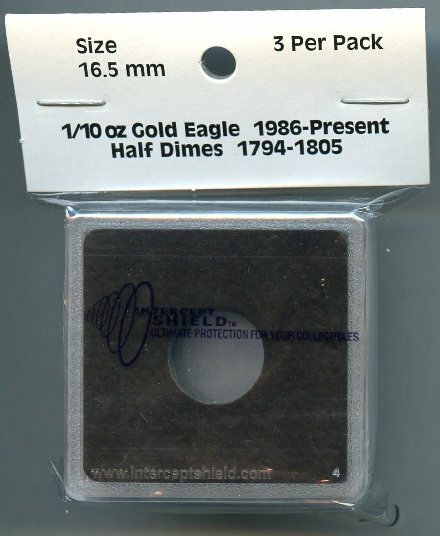 Size 3 Per Pack
16.5 mm
1/10 oz Gold Eagle 1986-Present
Half Dimes 1794-1805
INTERCEPT
SHIELD™
ULTIMATE PROTECTION FOR YOUR COLLECTIBLES
www.interceptshield.com 4